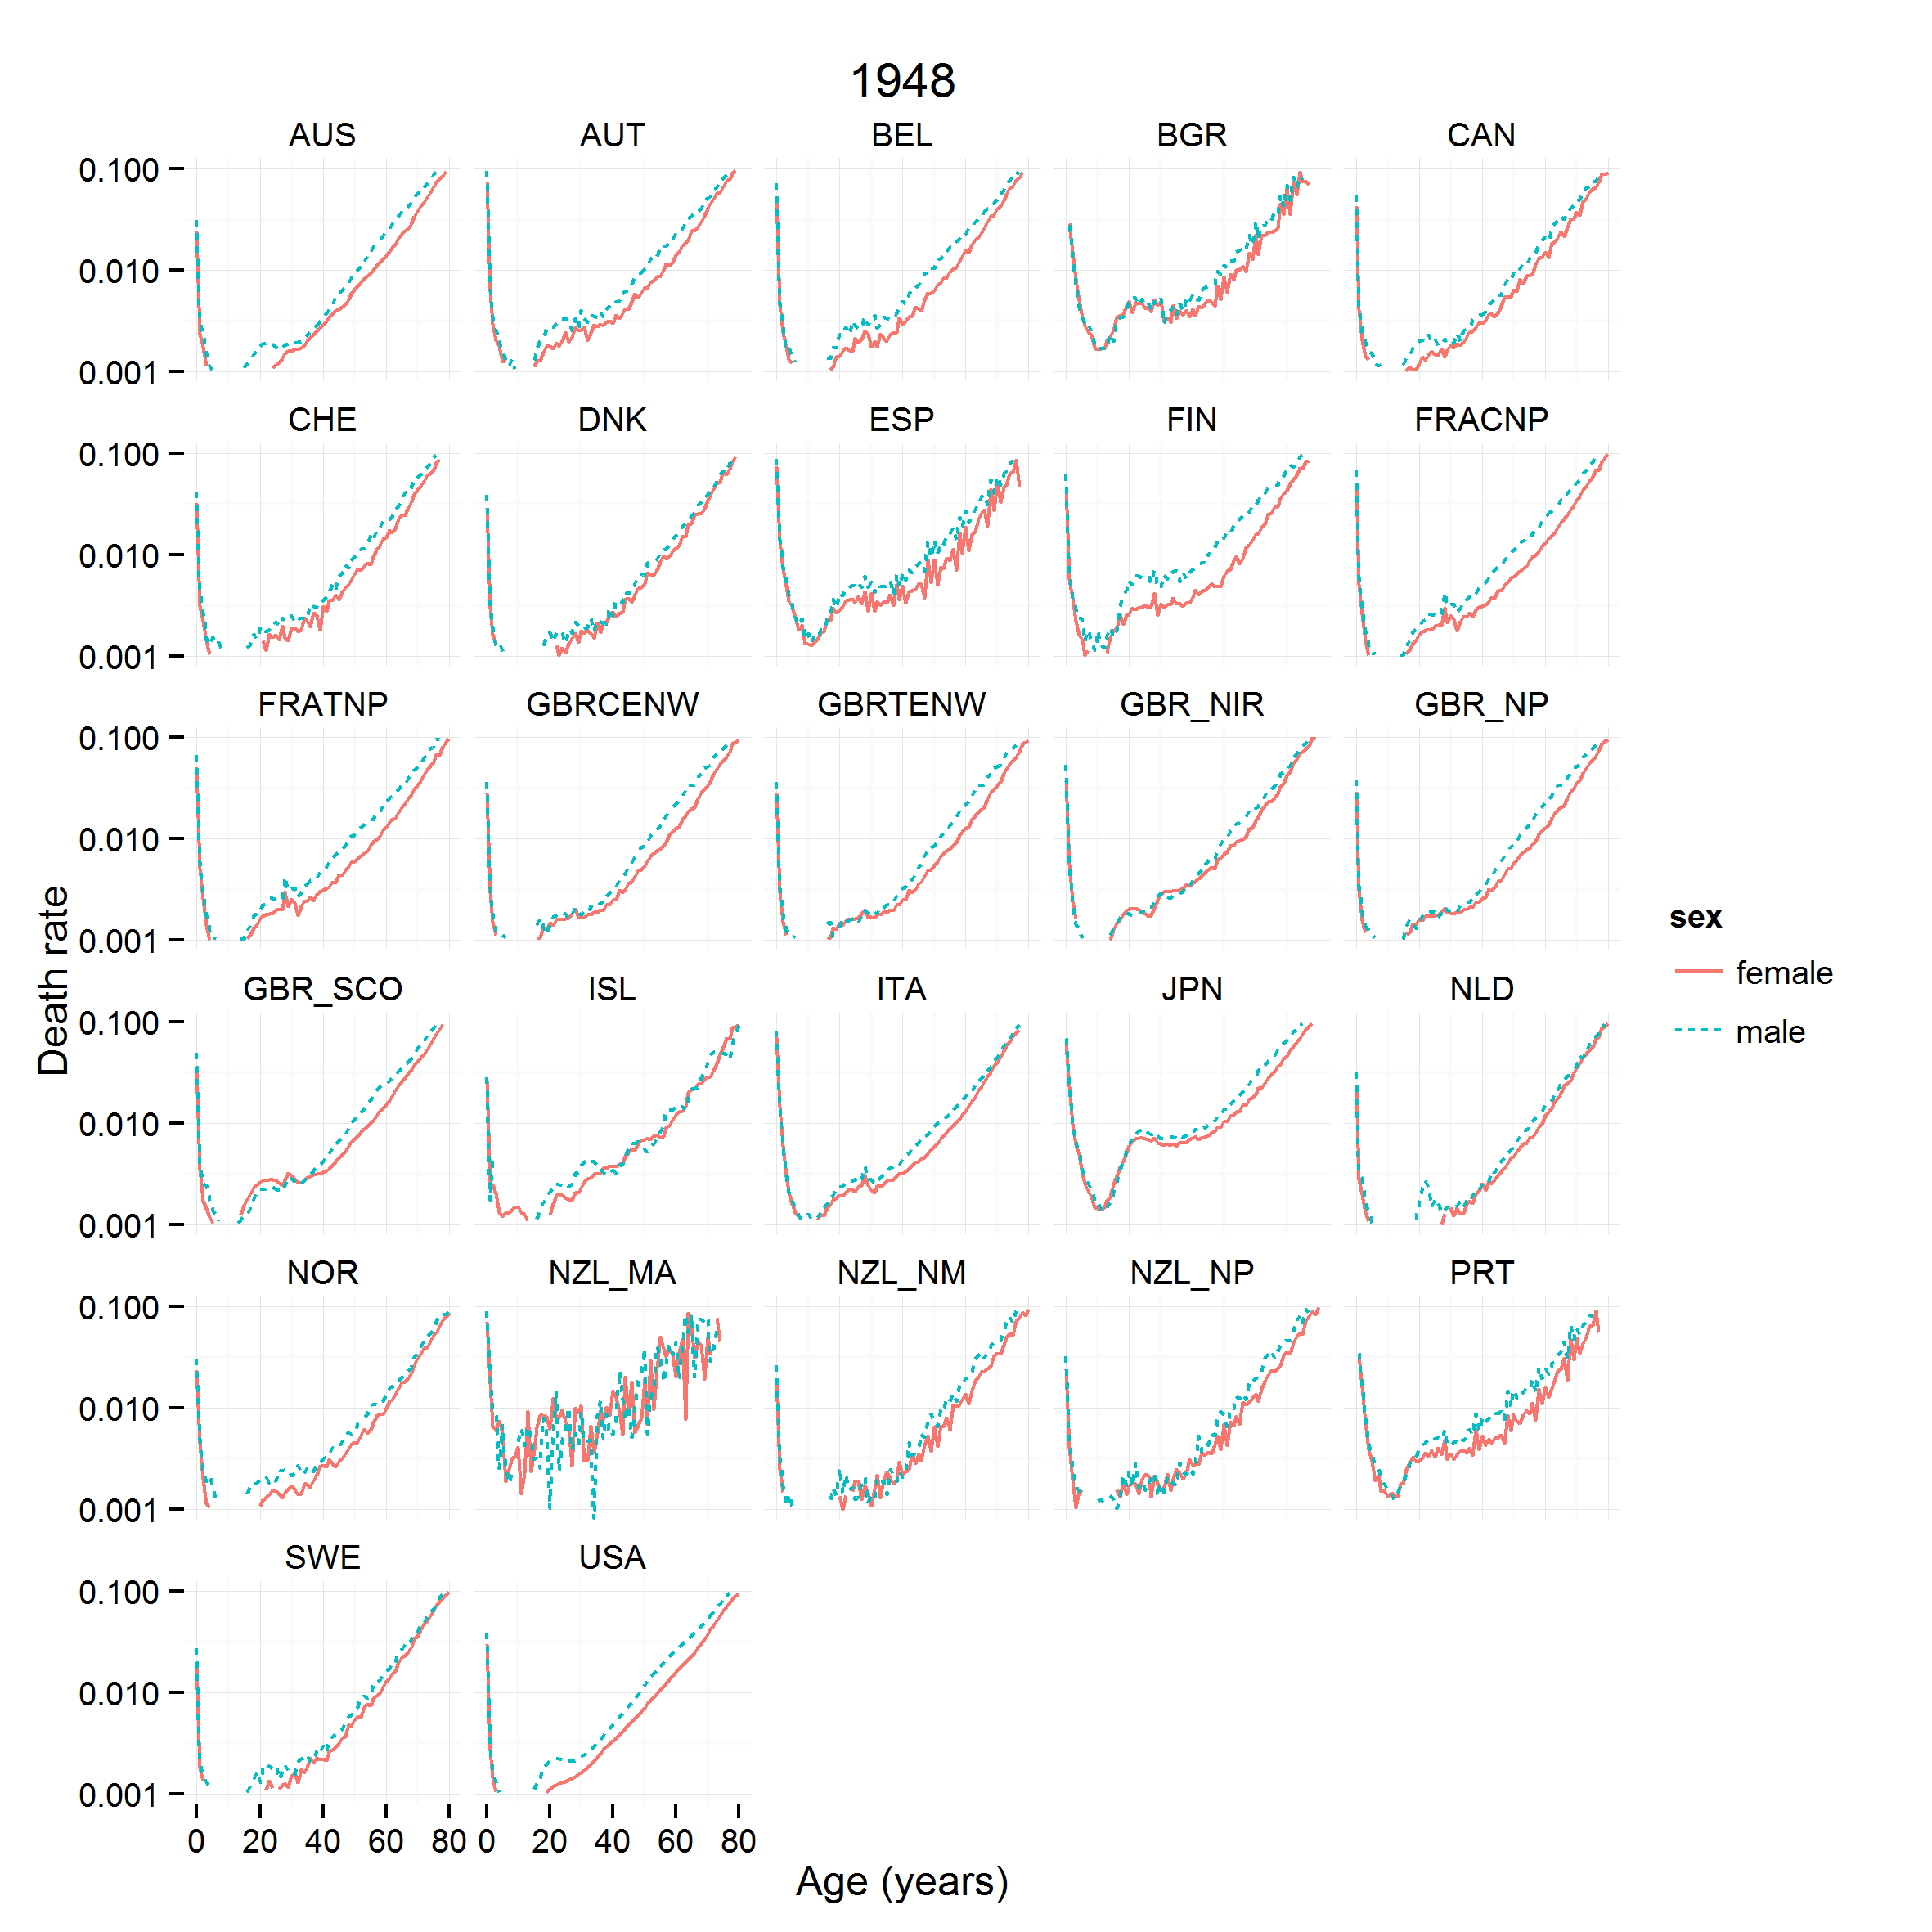 1948
AUS AUT BEL BGR CAN
0.100
0.010
0.001
CHE DNK ESP FIN FRACNP
0.100
0.010
0.001
FRATNP GBRCENW GBRTENW GBR_NIR GBR_NP
0.100
0.010
0.001
GBR_SCO ISL ITA JPN NLD
0.100
0.010
0.001
NOR NZL_MA NZL_NM NZL_NP PRT
0.100
0.010
0.001
SWE USA
0.100
0.010
0.001
0 20 40 60 80 0 20 40 60 80
Age (years)
Death rate
sex
female
male